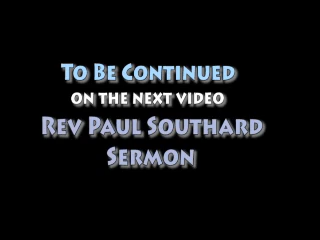 To Be Continued
on the next video
Rev Paul Southard
Sermon